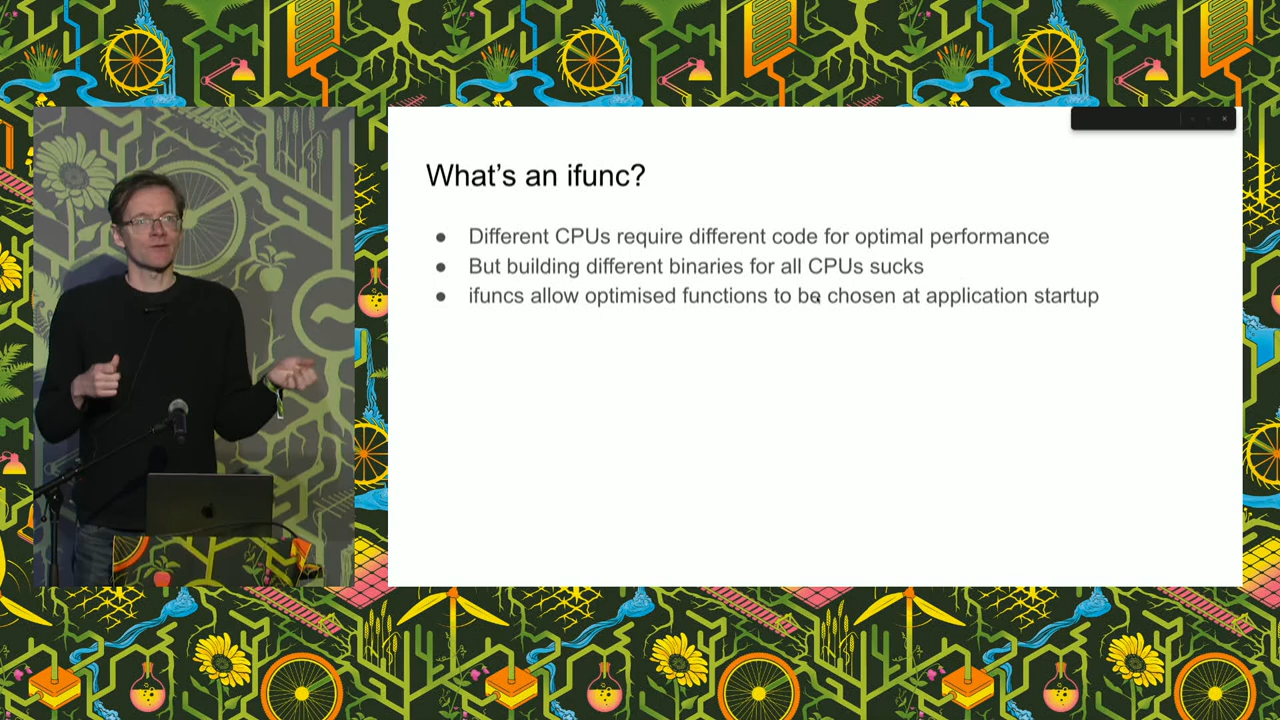 What's an ifunc?
● Different CPUs require different code for optimal performance
● But building different binaries for all CPUs sucks
● ifuncs allow optimised functions to be chosen at application startup